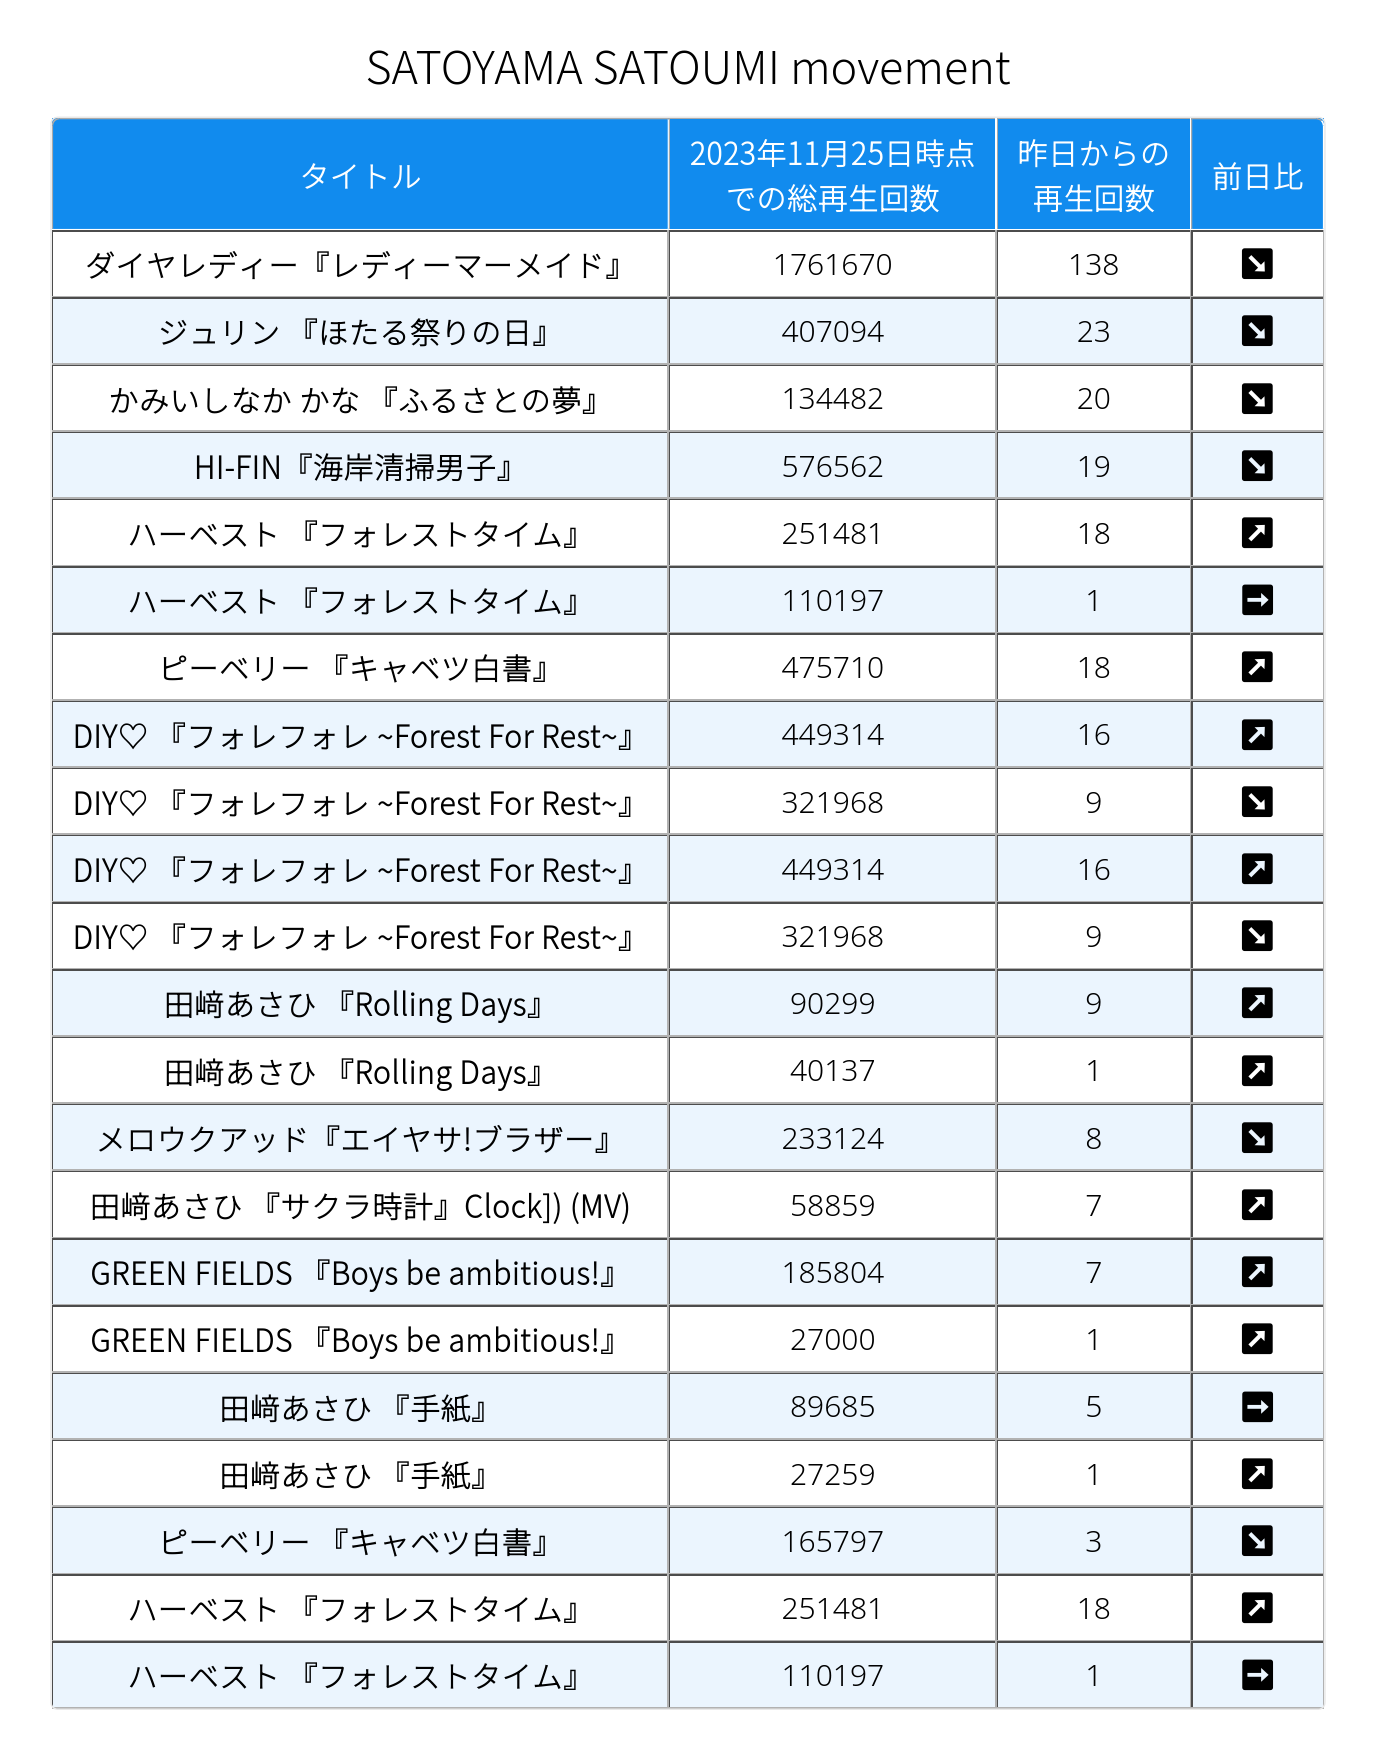 SATOYAMA SATOUMI movement
タイトル 2023年11月25日時点での総再生回数 昨日からの再生回数 前日比
ダイヤレディー『レディーマーメイド』 1761670 138 ↘
ジュリン 『ほたる祭りの日』 407094 23 ↘
かみいしなか かな 『ふるさとの夢』 134482 20 ↘
HI-FIN『海岸清掃男子』 576562 19 ↘
ハーベスト 『フォレストタイム』 251481 18 ↗
ハーベスト 『フォレストタイム』 110197 1 →
ピーベリー 『キャベツ白書』 475710 18 ↗
DIY♡ 『フォレフォレ ~Forest For Rest~』 449314 16 ↗
DIY♡ 『フォレフォレ ~Forest For Rest~』 321968 9 ↘
DIY♡ 『フォレフォレ ~Forest For Rest~』 449314 16 ↗
DIY♡ 『フォレフォレ ~Forest For Rest~』 321968 9 ↘
田﨑あさひ 『Rolling Days』 90299 9 ↗
田﨑あさひ 『Rolling Days』 40137 1 ↗
メロウクアッド『エイヤサ!ブラザー』 233124 8 ↘
田﨑あさひ 『サクラ時計』Clock]) (MV) 58859 7 ↗
GREEN FIELDS 『Boys be ambitious!』 185804 7 ↗
GREEN FIELDS 『Boys be ambitious!』 27000 1 ↗
田﨑あさひ 『手紙』 89685 5 →
田﨑あさひ 『手紙』 27259 1 ↗
ピーベリー 『キャベツ白書』 165797 3 ↘
ハーベスト 『フォレストタイム』 251481 18 ↗
ハーベスト 『フォレストタイム』 110197 1 →